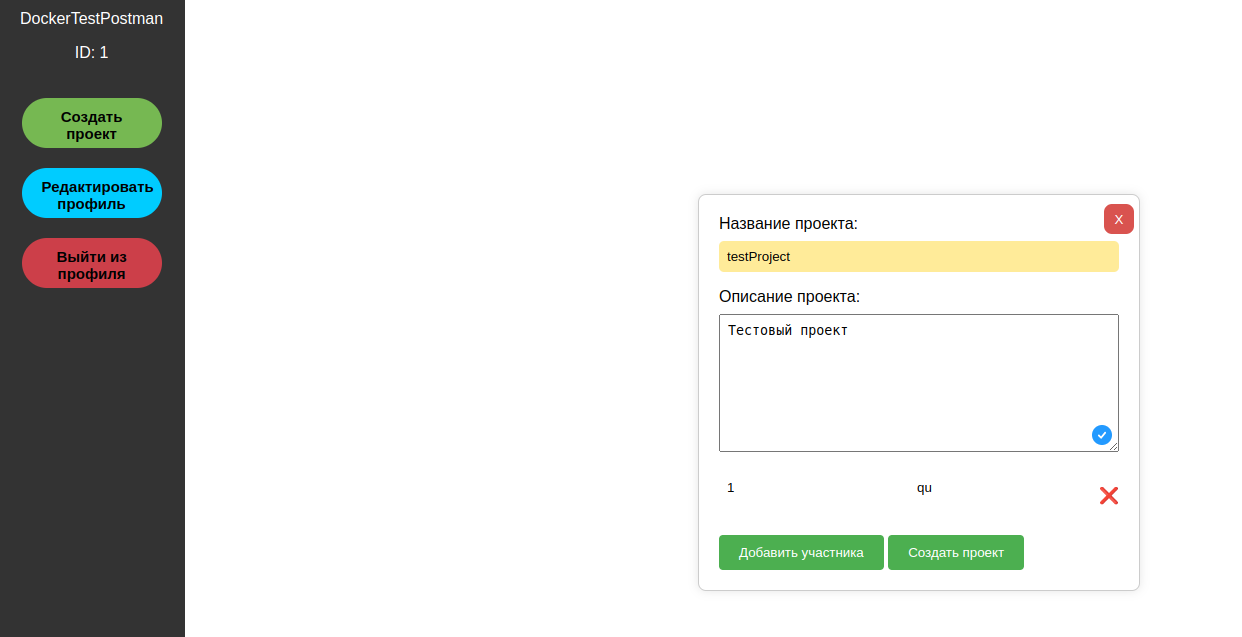 DockerTestPostman
ID: 1
Создать
проект
Редактировать
профиль
Выйти из
профиля
X
Название проекта:
testProject
Описание проекта:
Тестовый проект
1 qu
Добавить участника Создать проект